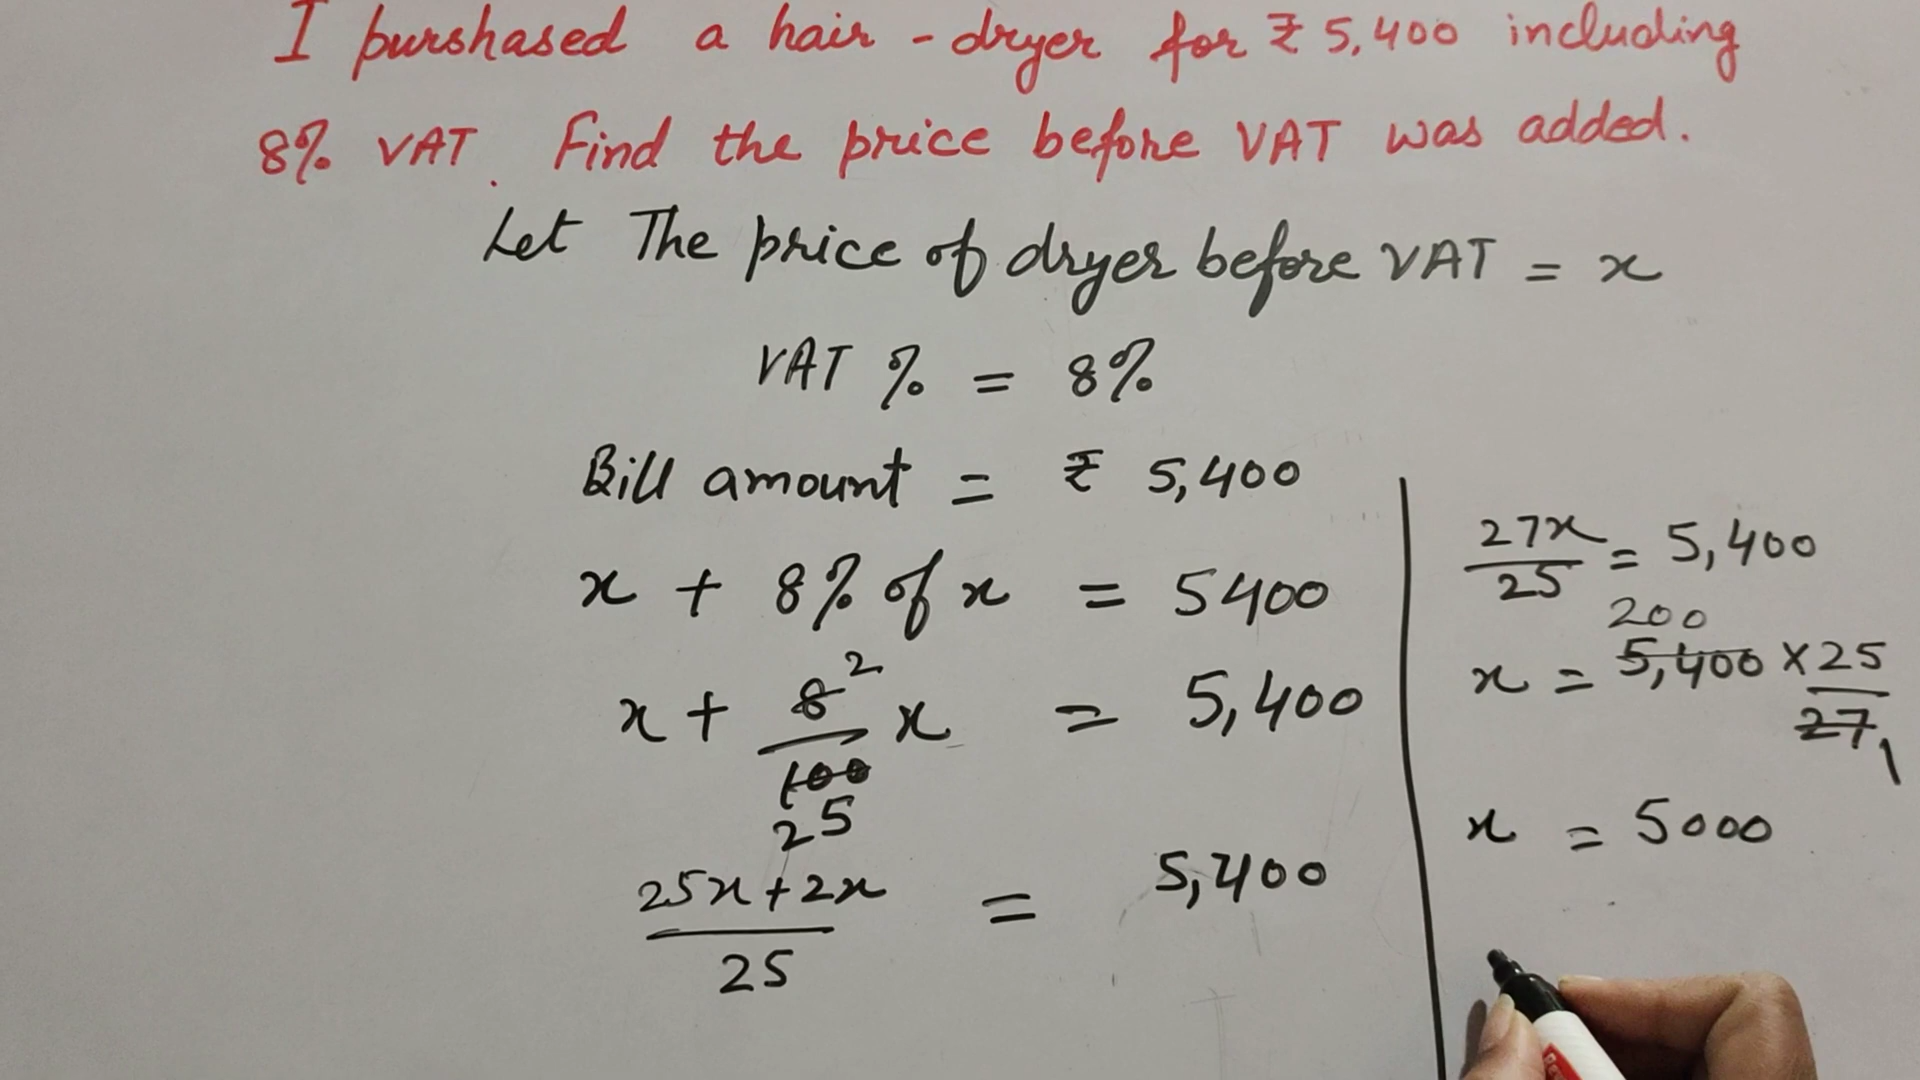 I purshased a hair-dryer for ₹ 5,400 including
8% VAT. Find the price before VAT was added.
Let The price of dryer before VAT = x
VAT % = 8%
Bill amount = ₹ 5,400
x + 8% of x = 5400
x + 8 2 x = 5,400
100
25
25x+2x = 5,400
25
27x = 5,400
25
200
x = 5,400 × 25
27 1
x = 5000